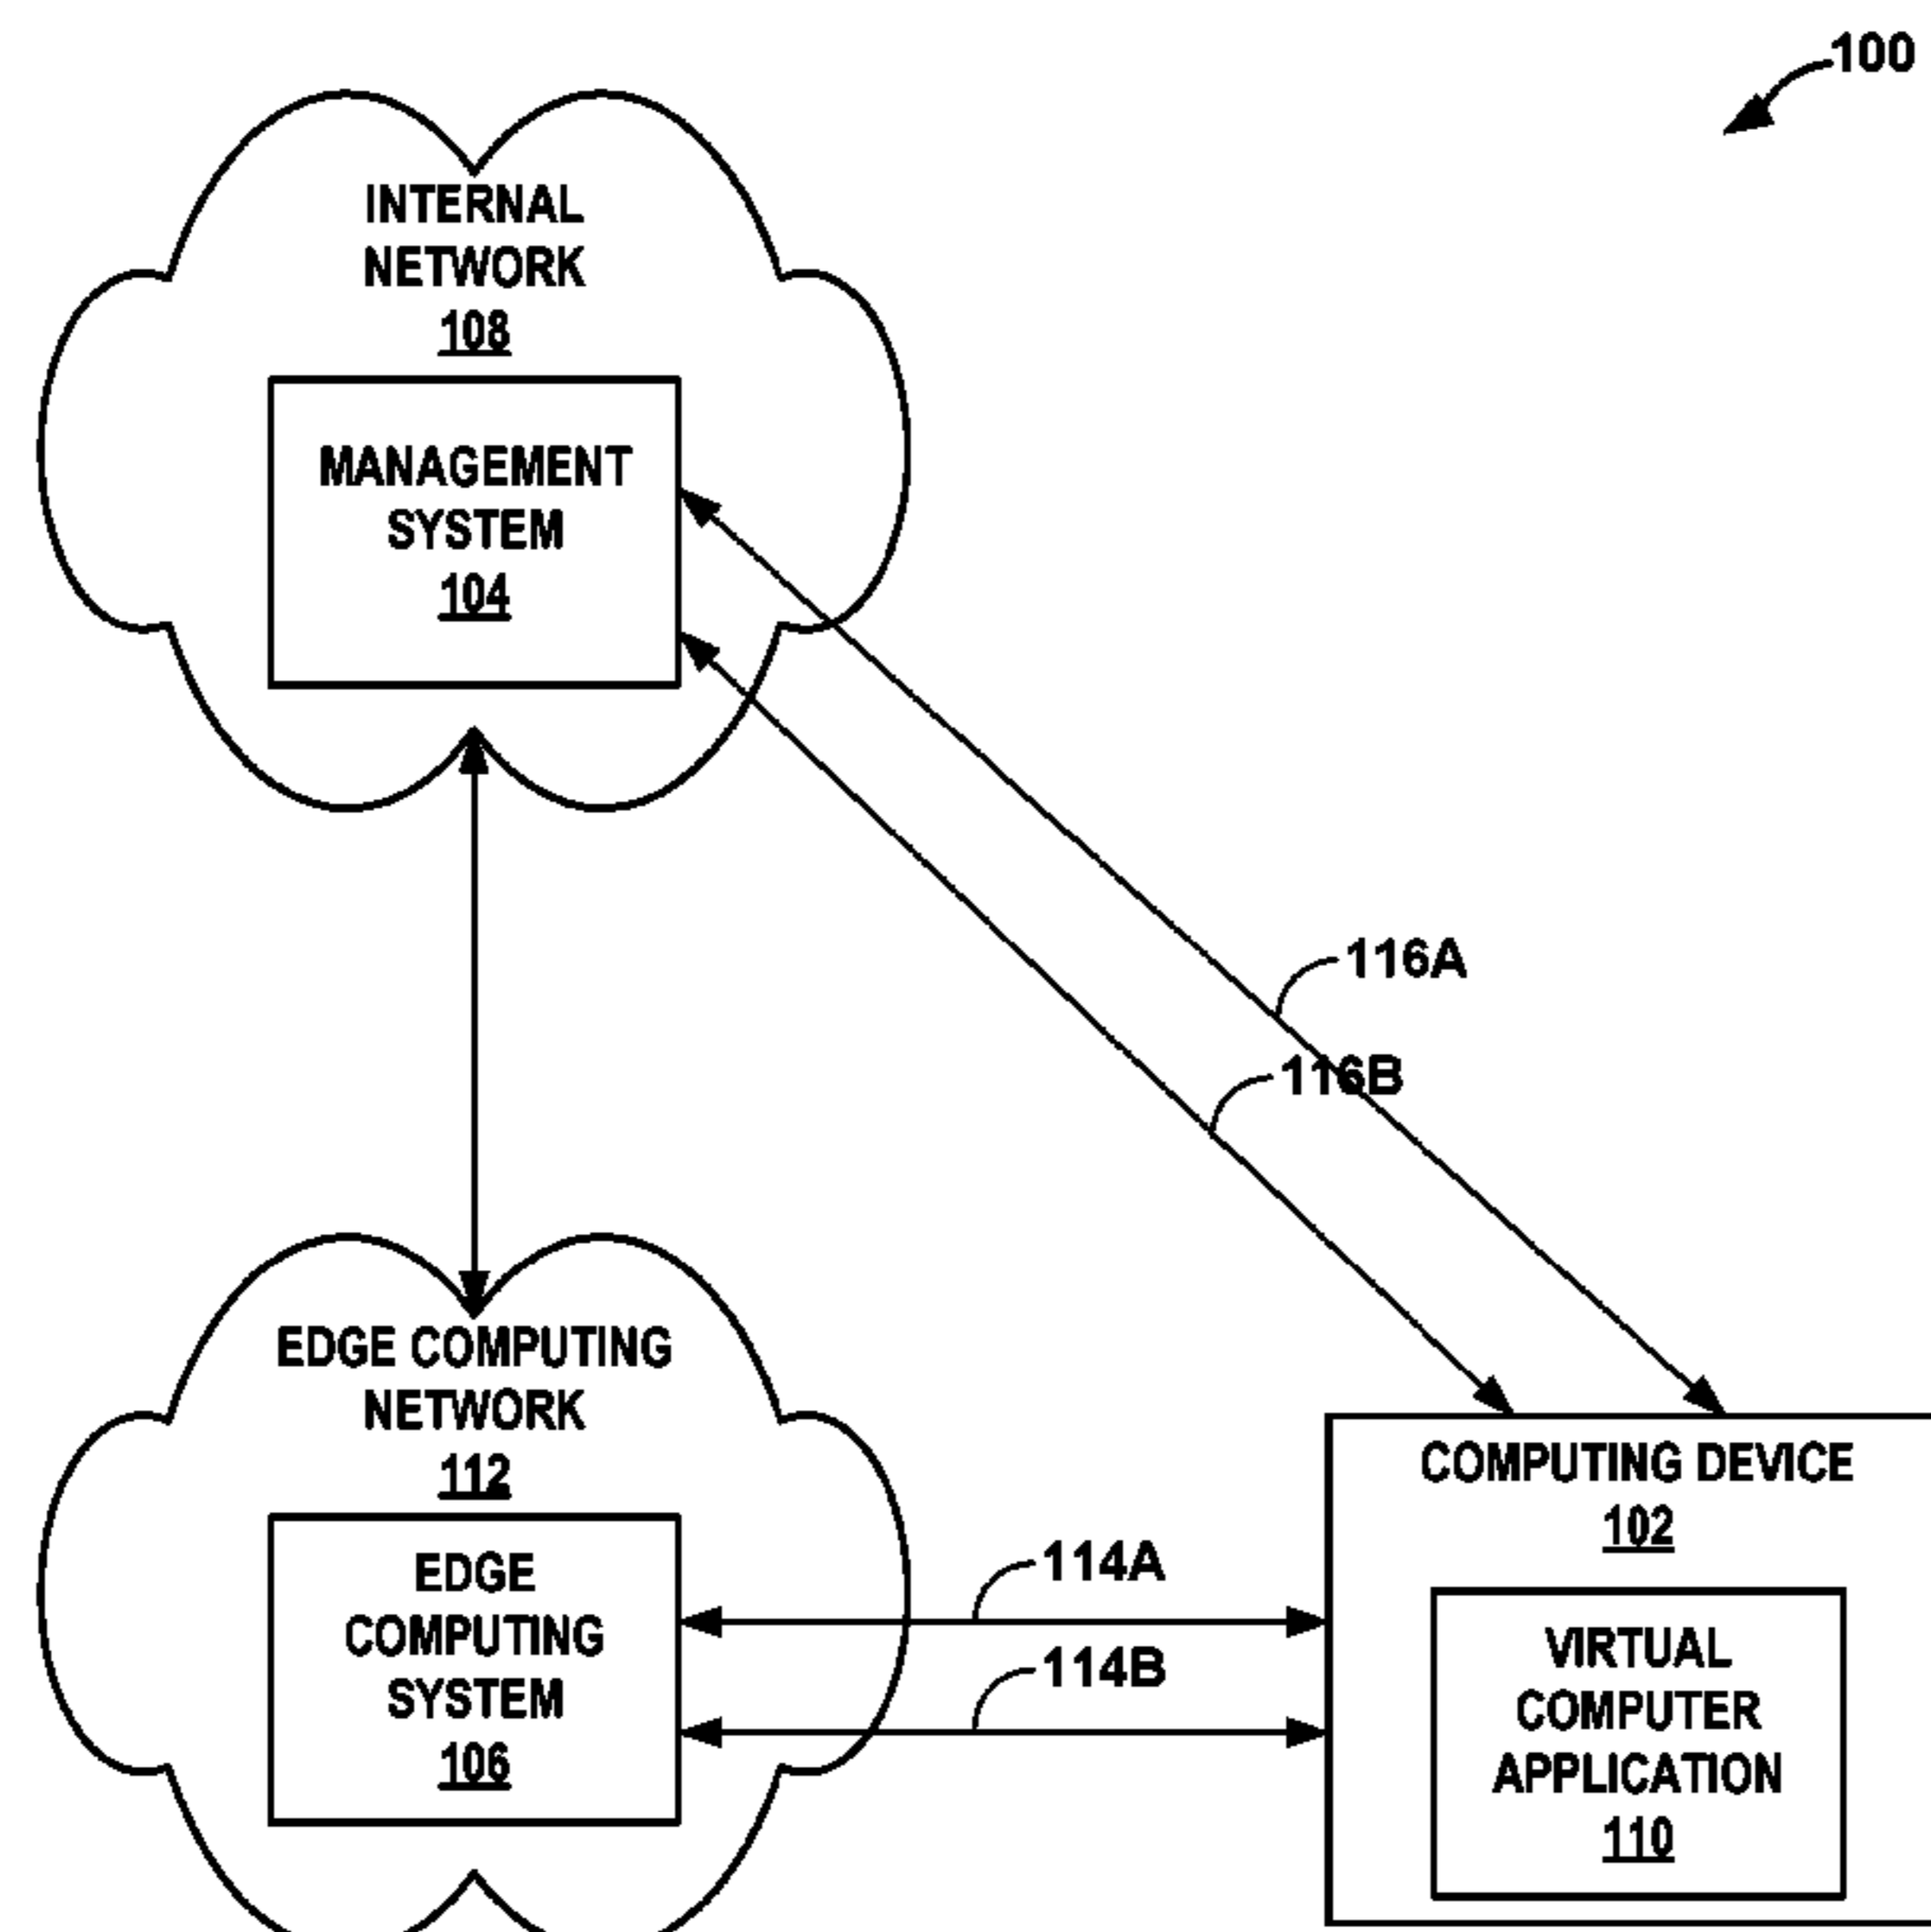 100
INTERNAL
NETWORK
108
MANAGEMENT
SYSTEM
104
116A
116B
EDGE COMPUTING
NETWORK
112
EDGE
COMPUTING
SYSTEM
106
114A
114B
COMPUTING DEVICE
102
VIRTUAL
COMPUTER
APPLICATION
110